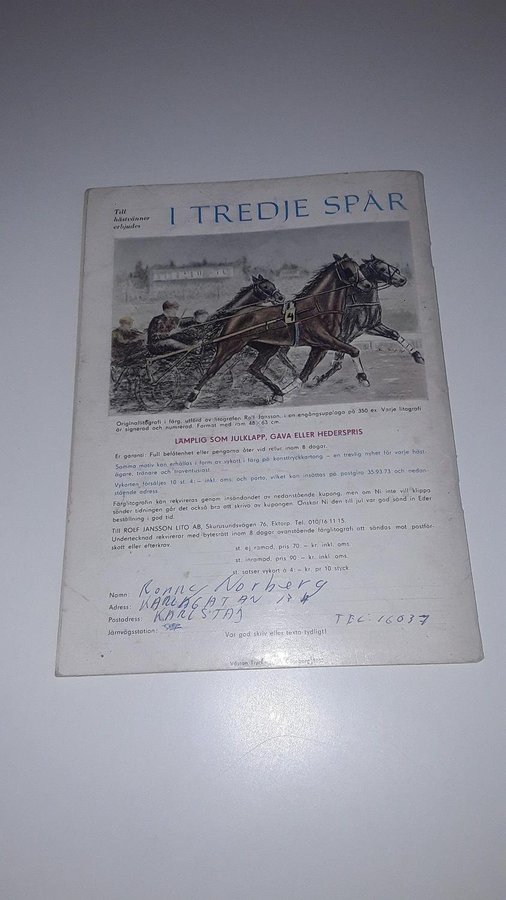 Till
hästvänner
erbjudes
I TREDJE SPÅR
4
Originallitografi i färg, utförd av litografen Rolf Jansson, i en engångsupplaga på 350 ex. Varje litografi
är signerad och numrerad. Format med ram 48 × 63 cm.
LÄMPLIG SOM JULKLAPP, GÅVA ELLER HEDERSPRIS
Er garanti: Full belåtenhet eller pengarna åter vid retur inom 8 dagar.
Samma motiv kan erhållas i form av vykort i färg på konsttryckkartong – en trevlig nyhet för varje häst-
ägare, tränare och traventusiast.
Vykorten försäljes 10 st. 4: – inkl. oms. och porto, vilket kan insättas på postgiro 35 93 73 och nedan-
stående adress.
Färglitografin kan rekvireras genom insändandet av nedanstående kupong, men om Ni inte vill klippa
sönder tidningen går det också bra att skriva av kupongen. Önskar Ni den till jul var god sänd in Eder
beställning i god tid.
Till ROLF JANSSON LITO AB, Skurusundsvägen 76, Ektorp. Tel. 010/16 11 15.
Undertecknad rekvirerar med bytesrätt inom 8 dagar ovanstående färglitografi att sändas mot postför-
skott eller efterkrav.
st. ej ramad, pris 70 – kr. inkl. oms.
st. inramad, pris 90 – kr. inkl. oms.
st. satser vykort à 4: – kr. pr 10 styck
Namn: Ronny Norberg
Adress: KARLAGATAN
Postadress: KARLSTAD TEL. 16037
Järnvägsstation:
Var god skriv eller texta tydligt!